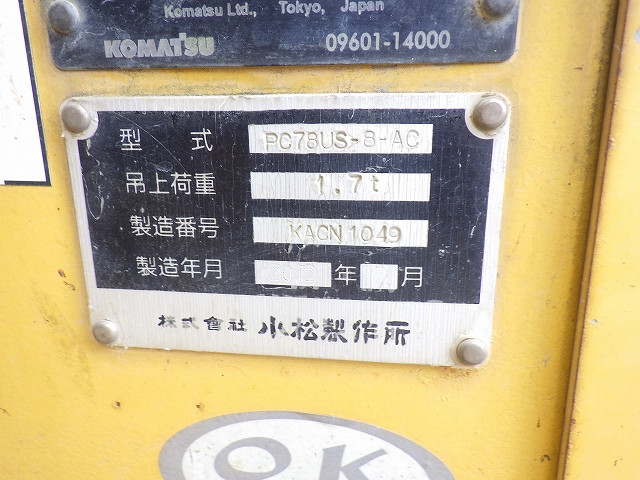 Komatsu Ltd., Tokyo, Japan
KOMATSU 09601-14000
型 式 PC78US-8-AC
吊上荷重 1.7t
製造番号 KACN1049
製造年月 年 月
株式會社 小松製作所
OK